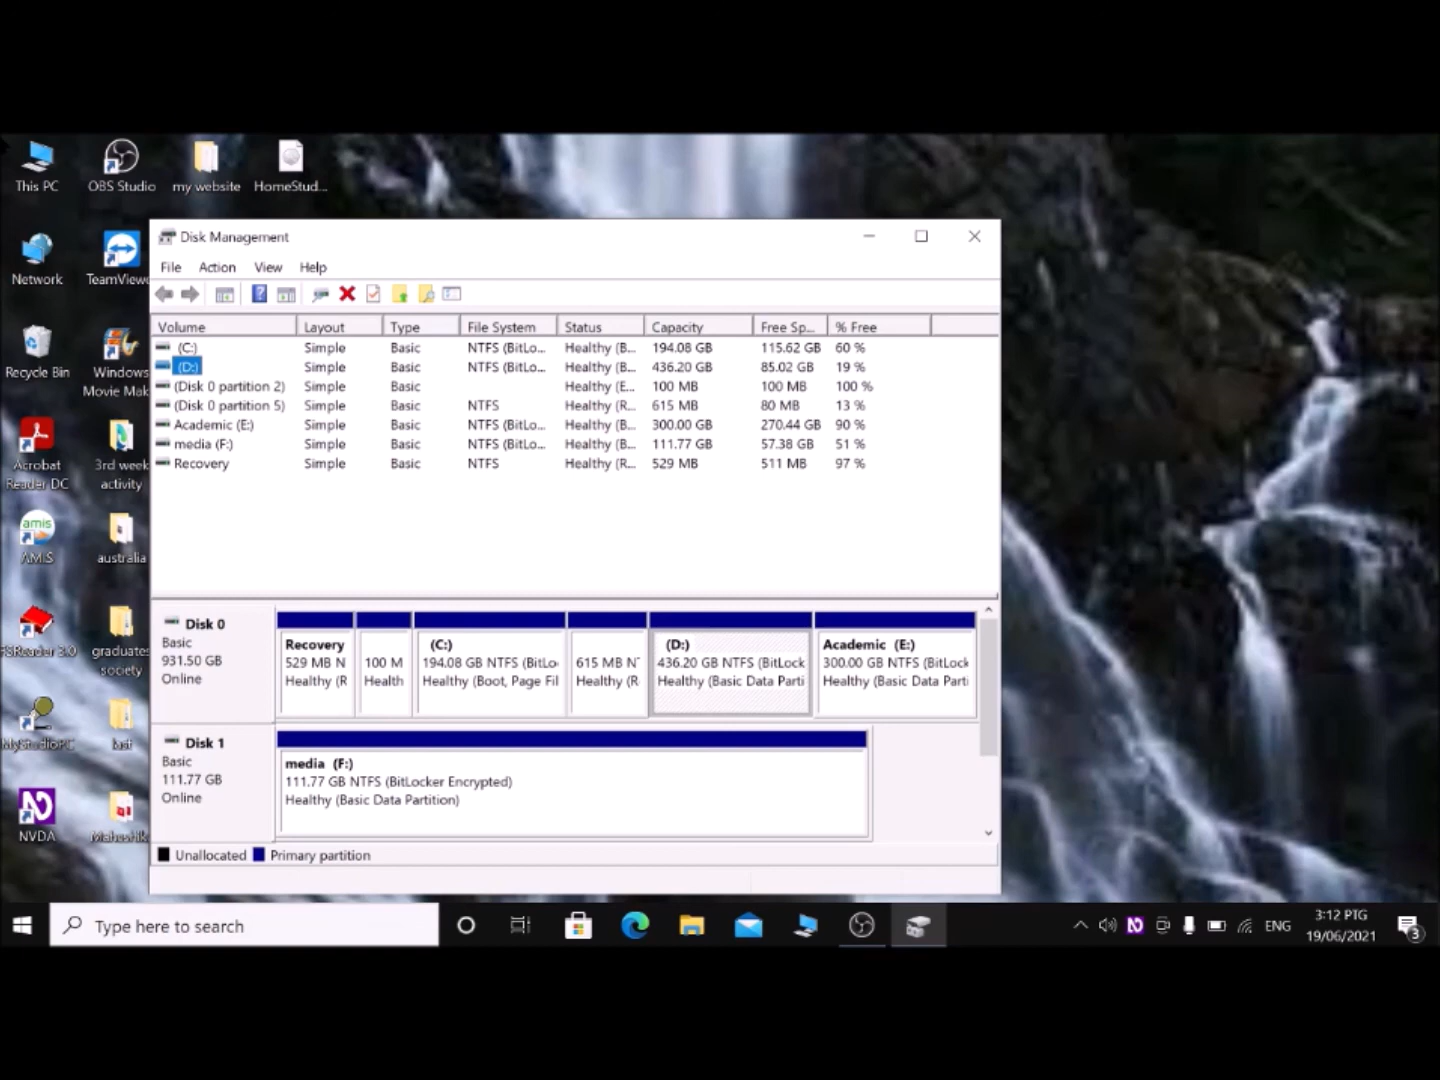 This PC
OBS Studio
my website
HomeStud...
Network
TeamViewe
Recycle Bin
Windows
Movie Mak
Acrobat
Reader DC
3rd week
activity
amis
AMIS
australia
FSReader 3.0
graduate
society
MyStudioPC
NVDA
Disk Management
File Action View Help
Volume Layout Type File System Status Capacity Free Sp... % Free
(C:) Simple Basic NTFS (BitLo... Healthy (B... 194.08 GB 115.62 GB 60 %
(D:) Simple Basic NTFS (BitLo... Healthy (B... 436.20 GB 85.02 GB 19 %
(Disk 0 partition 2) Simple Basic Healthy (E... 100 MB 100 MB 100 %
(Disk 0 partition 5) Simple Basic NTFS Healthy (R... 615 MB 80 MB 13 %
Academic (E:) Simple Basic NTFS (BitLo... Healthy (B... 300.00 GB 270.44 GB 90 %
media (F:) Simple Basic NTFS (BitLo... Healthy (B... 111.77 GB 57.38 GB 51 %
Recovery Simple Basic NTFS Healthy (R... 529 MB 511 MB 97 %
Disk 0
Basic
931.50 GB
Online
Recovery
529 MB N
Healthy (R
100 M
Health
(C:)
194.08 GB NTFS (BitLo
Healthy (Boot, Page Fil
615 MB N
Healthy (R
(D:)
436.20 GB NTFS (BitLock
Healthy (Basic Data Parti
Academic (E:)
300.00 GB NTFS (BitLock
Healthy (Basic Data Parti
Disk 1
Basic
111.77 GB
Online
media (F:)
111.77 GB NTFS (BitLocker Encrypted)
Healthy (Basic Data Partition)
Unallocated Primary partition
Type here to search
ENG
3:12 PTG
19/06/2021
3